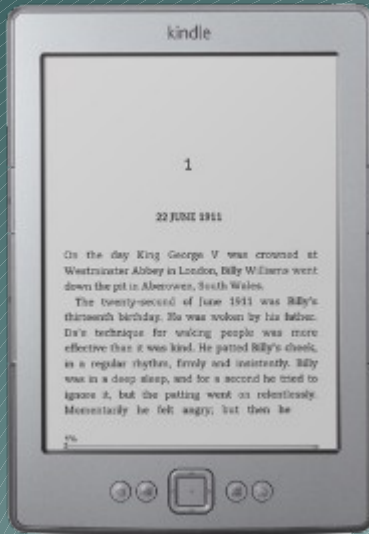 kindle
1
22 JUNE 1911
On the day King George V was crowned at
Westminster Abbey in London, Billy Williams went
down the pit in Aberowen, South Wales.
The twenty-second of June 1911 was Billy's
thirteenth birthday. He was woken by his father.
Da's technique for waking people was more
effective than it was kind. He patted Billy's cheek,
in a regular rhythm, firmly and insistently. Billy
was in a deep sleep, and for a second he tried to
ignore it, but the patting went on relentlessly.
Momentarily he felt angry; but then he